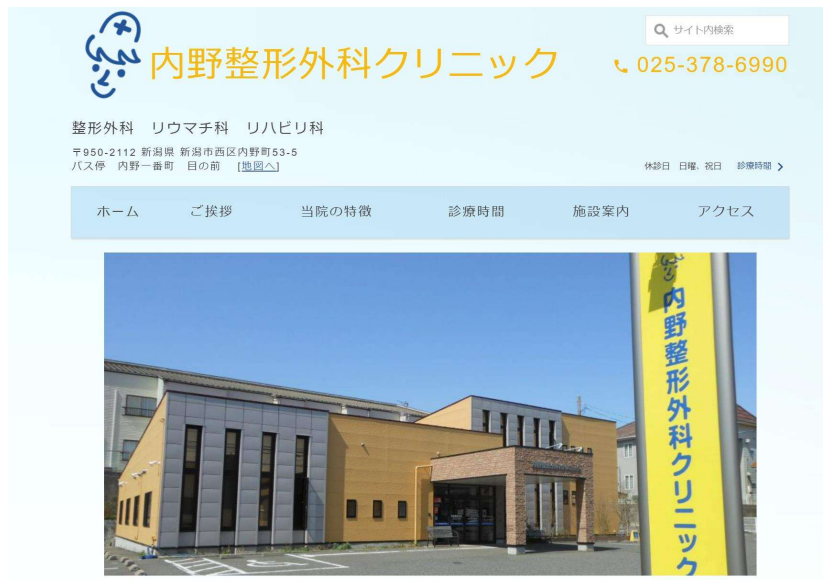 サイト内検索
内野整形外科クリニック
025-378-6990
整形外科 リウマチ科 リハビリ科
〒950-2112 新潟県 新潟市西区内野町53-5
バス停 内野一番町 目の前 [地図へ]
休診日 日曜、祝日 診療時間
ホーム ご挨拶 当院の特徴 診療時間 施設案内 アクセス
内野整形外科クリニック